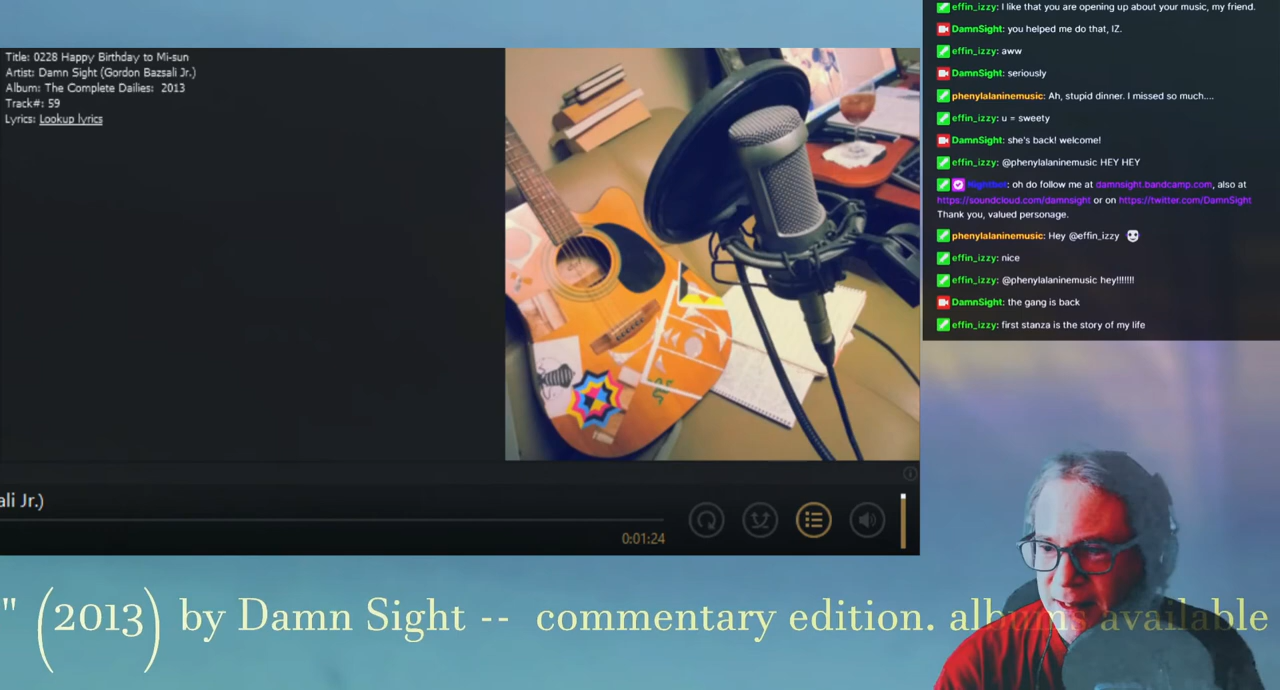 Title: 0228 Happy Birthday to Mi-sun
Artist: Damn Sight (Gordon Bazsali Jr.)
Album: The Complete Dailies: 2013
Track#: 59
Lyrics: Lookup lyrics
ali Jr.)
0:01:24
" (2013) by Damn Sight -- commentary edition. albums available
effin_izzy: I like that you are opening up about your music, my friend.
DamnSight: you helped me do that, IZ.
effin_izzy: aww
DamnSight: seriously
phenylalaninemusic: Ah, stupid dinner. I missed so much....
effin_izzy: u = sweety
DamnSight: she's back! welcome!
effin_izzy: @phenylalaninemusic HEY HEY
Nightbot: oh do follow me at damnsight.bandcamp.com, also at
https://soundcloud.com/damnsight or on https://twitter.com/DamnSight
Thank you, valued personage.
phenylalaninemusic: Hey @effin_izzy
effin_izzy: nice
effin_izzy: @phenylalaninemusic hey!!!!!!!
DamnSight: the gang is back
effin_izzy: first stanza is the story of my life